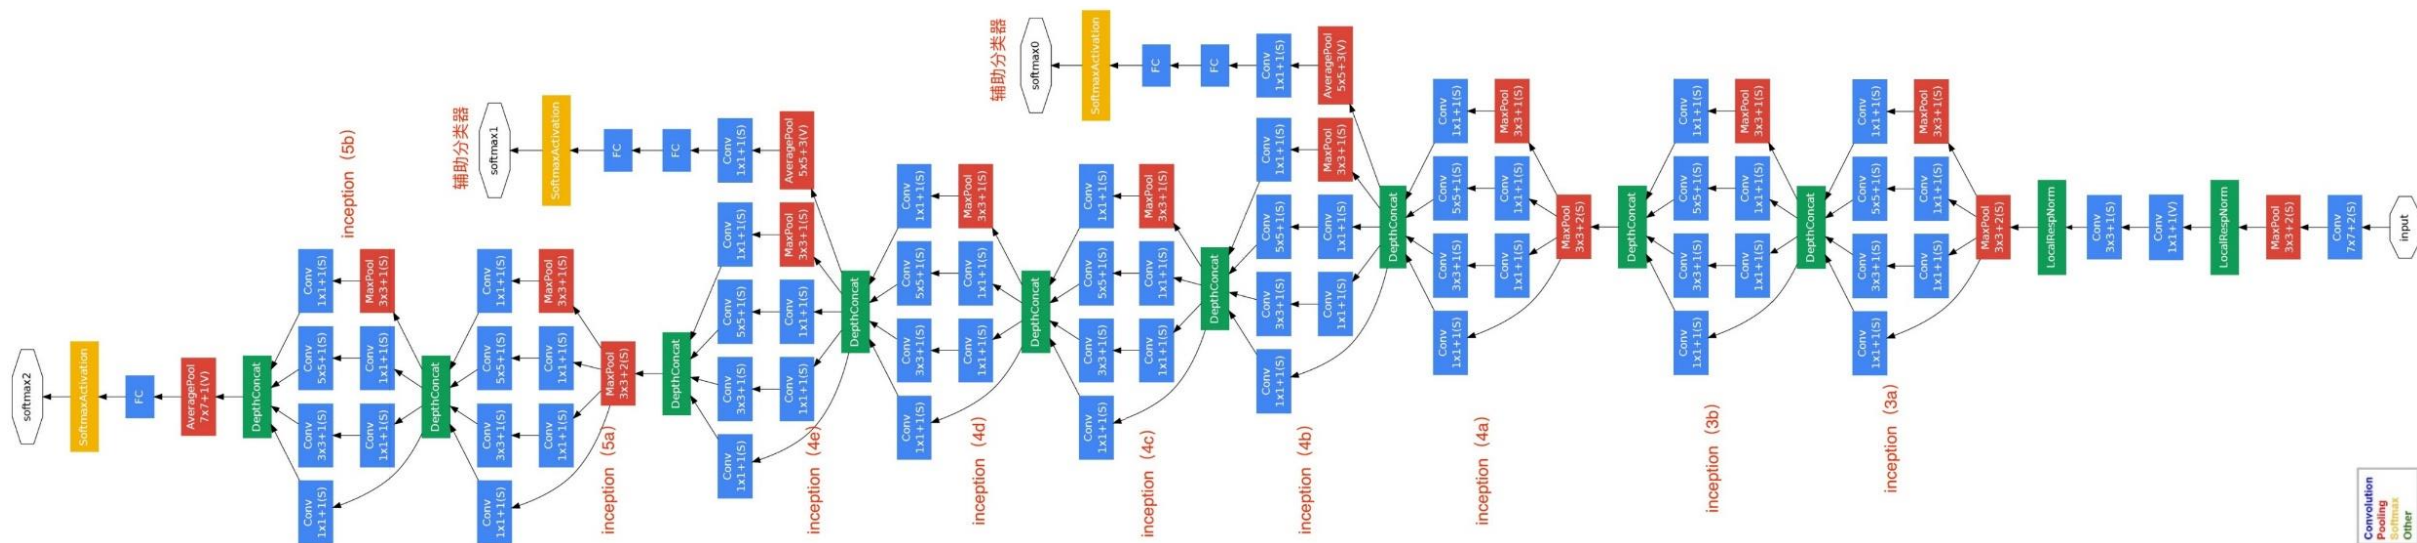 softmax2
SoftmaxActivation
FC
AveragePool
7x7+1(V)
DepthConcat
Conv
1x1+1(S)
Conv
3x3+1(S)
Conv
5x5+1(S)
Conv
1x1+1(S)
inception（5b）
Conv
1x1+1(S)
Conv
1x1+1(S)
MaxPool
3x3+1(S)
DepthConcat
Conv
1x1+1(S)
Conv
3x3+1(S)
Conv
5x5+1(S)
Conv
1x1+1(S)
Conv
1x1+1(S)
Conv
1x1+1(S)
MaxPool
3x3+1(S)
inception（5a）
MaxPool
3x3+2(S)
辅助分类器
softmax1
SoftmaxActivation
FC
FC
Conv
1x1+1(S)
AveragePool
5x5+3(V)
DepthConcat
Conv
1x1+1(S)
Conv
3x3+1(S)
Conv
5x5+1(S)
Conv
1x1+1(S)
Conv
1x1+1(S)
Conv
1x1+1(S)
MaxPool
3x3+1(S)
inception（4e）
DepthConcat
Conv
1x1+1(S)
Conv
3x3+1(S)
Conv
5x5+1(S)
Conv
1x1+1(S)
Conv
1x1+1(S)
Conv
1x1+1(S)
MaxPool
3x3+1(S)
inception（4d）
DepthConcat
Conv
1x1+1(S)
Conv
3x3+1(S)
Conv
5x5+1(S)
Conv
1x1+1(S)
Conv
1x1+1(S)
Conv
1x1+1(S)
MaxPool
3x3+1(S)
inception（4c）
辅助分类器
softmax0
SoftmaxActivation
FC
FC
Conv
1x1+1(S)
AveragePool
5x5+3(V)
DepthConcat
Conv
1x1+1(S)
Conv
3x3+1(S)
Conv
5x5+1(S)
Conv
1x1+1(S)
Conv
1x1+1(S)
Conv
1x1+1(S)
MaxPool
3x3+1(S)
inception（4b）
DepthConcat
Conv
1x1+1(S)
Conv
3x3+1(S)
Conv
5x5+1(S)
Conv
1x1+1(S)
Conv
1x1+1(S)
Conv
1x1+1(S)
MaxPool
3x3+1(S)
inception（4a）
MaxPool
3x3+2(S)
DepthConcat
Conv
1x1+1(S)
Conv
3x3+1(S)
Conv
5x5+1(S)
Conv
1x1+1(S)
Conv
1x1+1(S)
Conv
1x1+1(S)
MaxPool
3x3+1(S)
inception（3b）
DepthConcat
Conv
1x1+1(S)
Conv
3x3+1(S)
Conv
5x5+1(S)
Conv
1x1+1(S)
Conv
1x1+1(S)
Conv
1x1+1(S)
MaxPool
3x3+1(S)
inception（3a）
MaxPool
3x3+2(S)
LocalRespNorm
Conv
3x3+1(S)
Conv
1x1+1(V)
LocalRespNorm
MaxPool
3x3+2(S)
Conv
7x7+2(S)
input
Convolution
Pooling
Softmax
Other